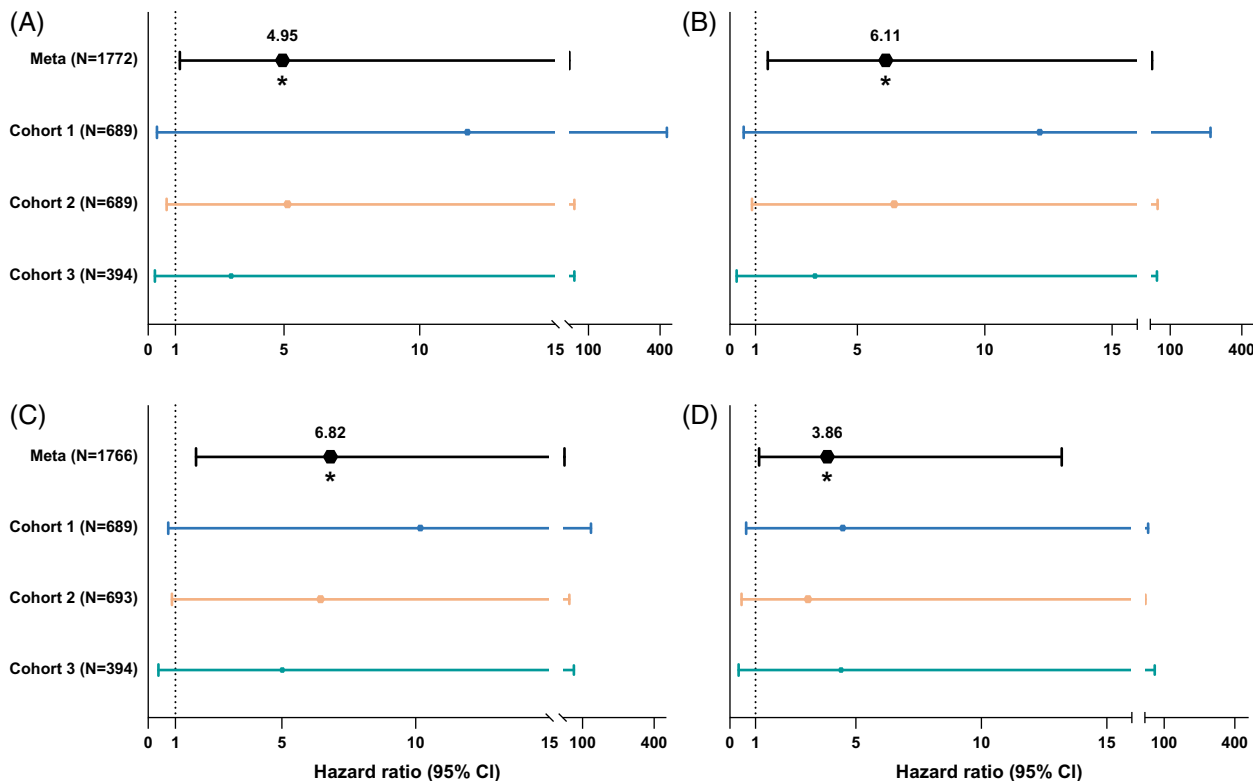 (A)
4.95
Meta (N=1772)
*
Cohort 1 (N=689)
Cohort 2 (N=689)
Cohort 3 (N=394)
0 1 5 10 15 100 400
(B)
6.11
*
0 1 5 10 15 100 400
(C)
6.82
Meta (N=1766)
*
Cohort 1 (N=689)
Cohort 2 (N=693)
Cohort 3 (N=394)
0 1 5 10 15 100 400
Hazard ratio (95% CI)
(D)
3.86
*
0 1 5 10 15 100 400
Hazard ratio (95% CI)